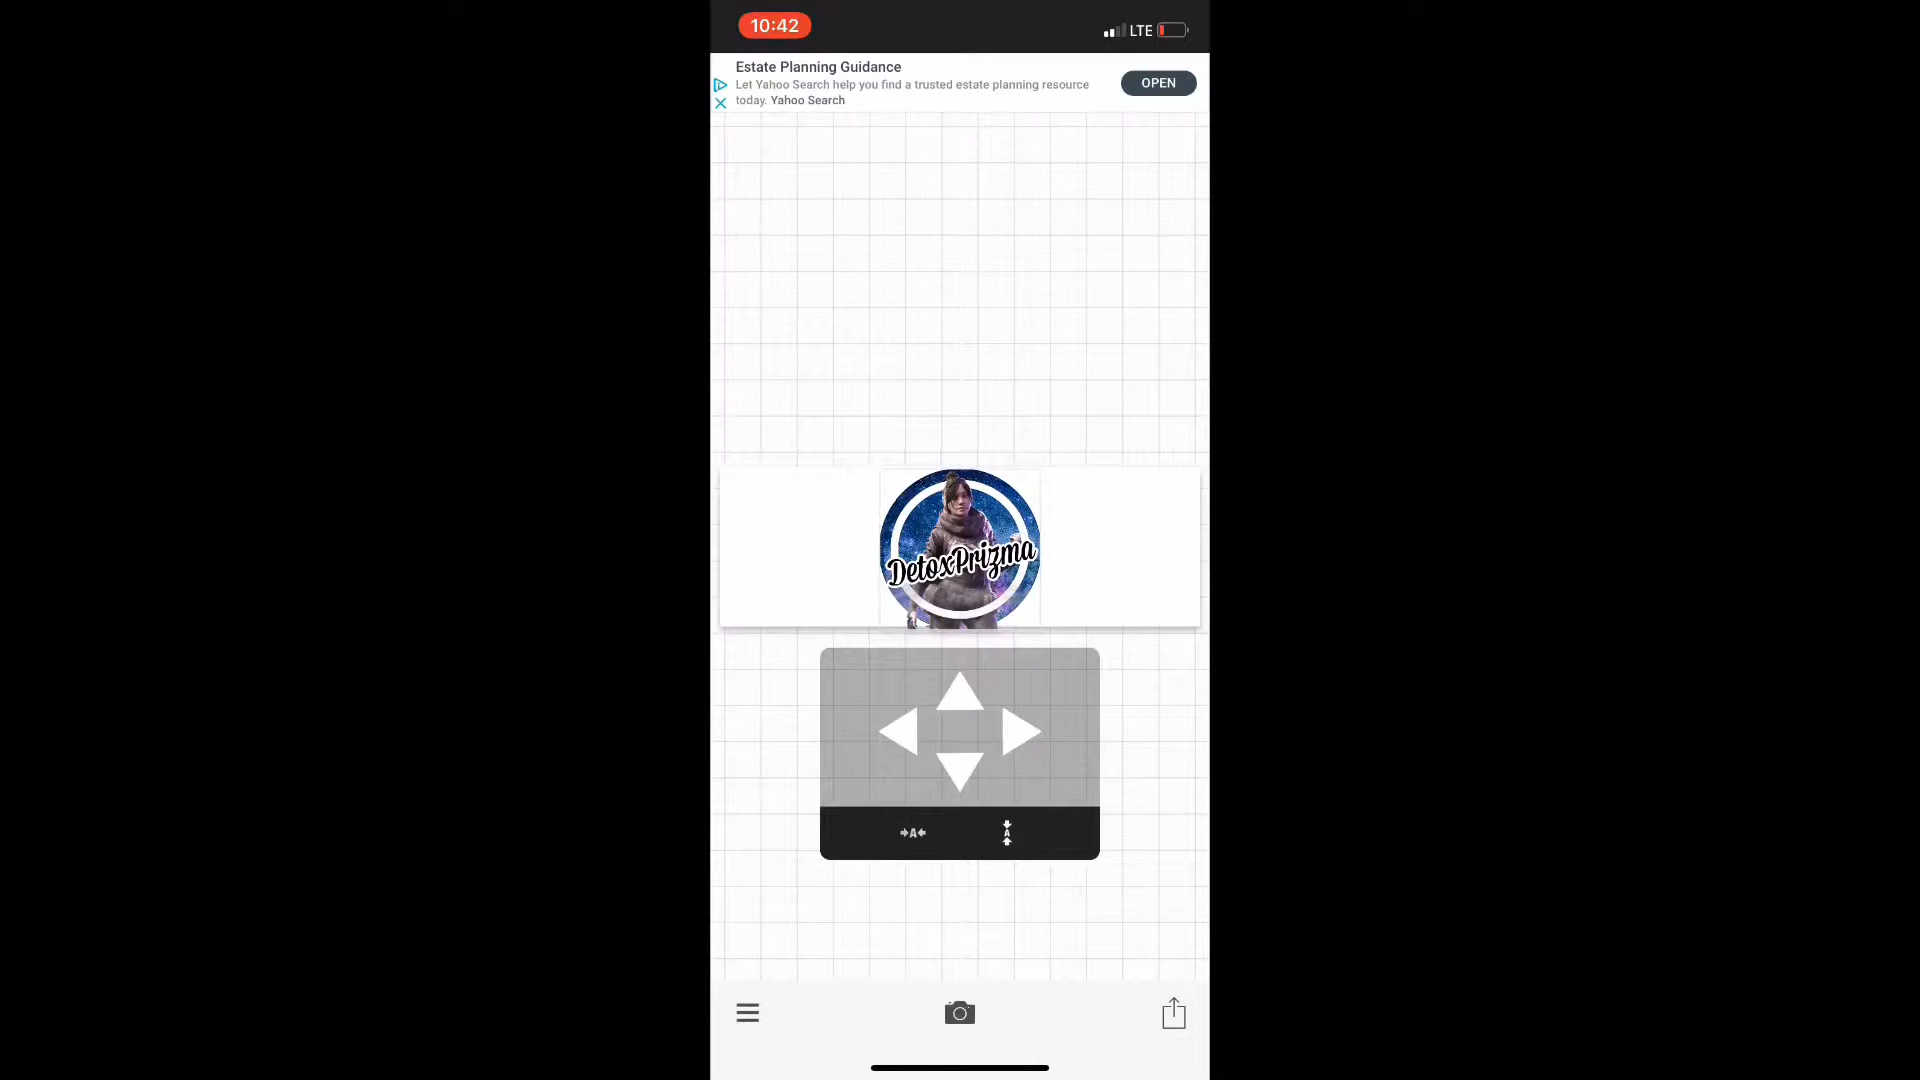 10:42
LTE
Estate Planning Guidance
Let Yahoo Search help you find a trusted estate planning resource
today. Yahoo Search
OPEN
DetoxPrizma
A
A